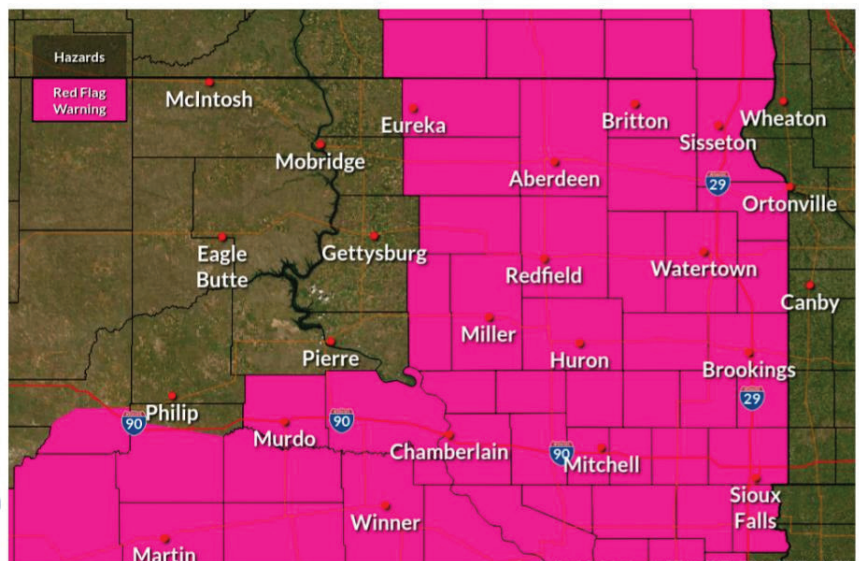 Hazards
Red Flag
Warning
McIntosh
Eureka
Britton
Wheaton
Sisseton
Mobridge
Aberdeen
29
Ortonville
Eagle
Butte
Gettysburg
Redfield
Watertown
Canby
Miller
Pierre
Huron
Brookings
29
Philip
90
90
Murdo
Chamberlain
90
Mitchell
Sioux
Falls
Winner
Martin